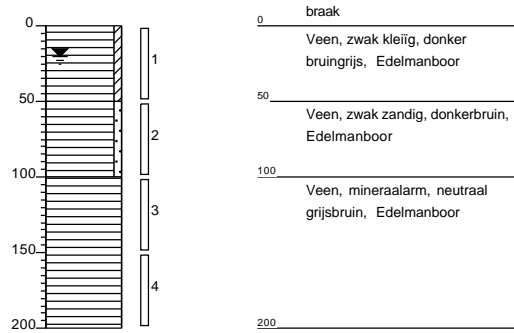 0
50
100
150
200
1
2
3
4
0
braak
Veen, zwak kleiïg, donker
bruingrijs, Edelmanboor
50
Veen, zwak zandig, donkerbruin,
Edelmanboor
100
Veen, mineraalarm, neutraal
grijsbruin, Edelmanboor
200